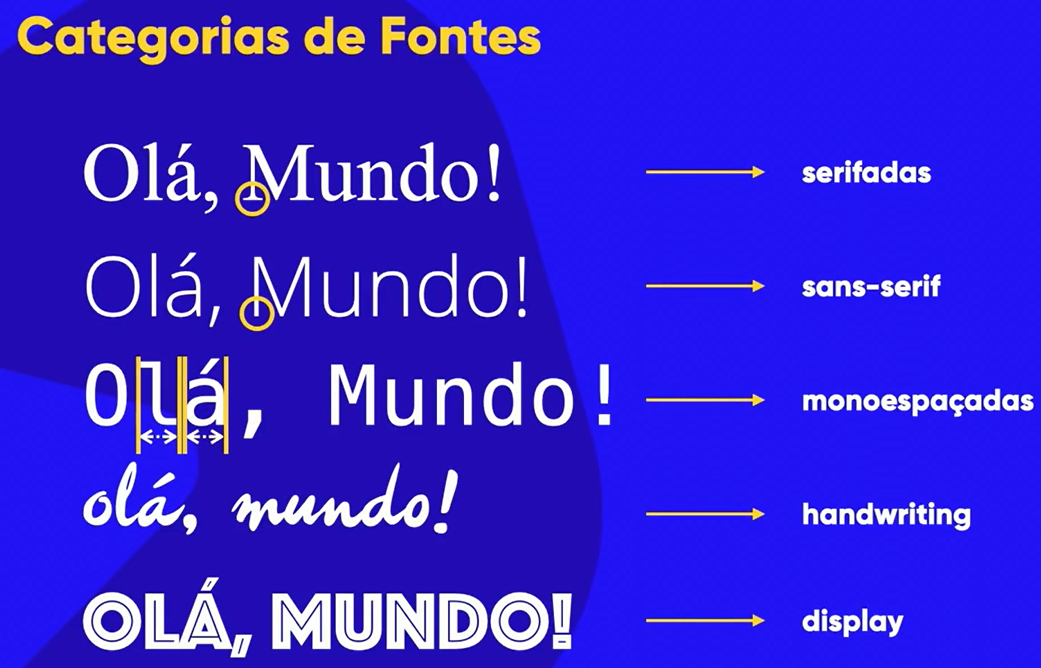 Categorias de Fontes
Olá, Mundo!
serifadas
Olá, Mundo!
sans-serif
Olá, Mundo!
monoespaçadas
olá, mundo!
handwriting
OLÁ, MUNDO!
display